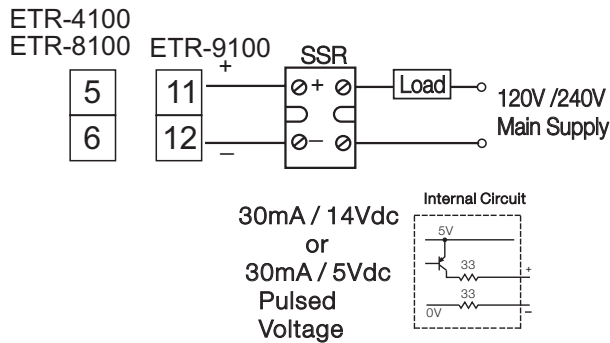 ETR-4100
ETR-8100 ETR-9100
SSR
5 11 + + Load
120V /240V
Main Supply
6 12 – –
30mA / 14Vdc
or
30mA / 5Vdc
Pulsed
Voltage
Internal Circuit
5V
33
+
33
0V
–